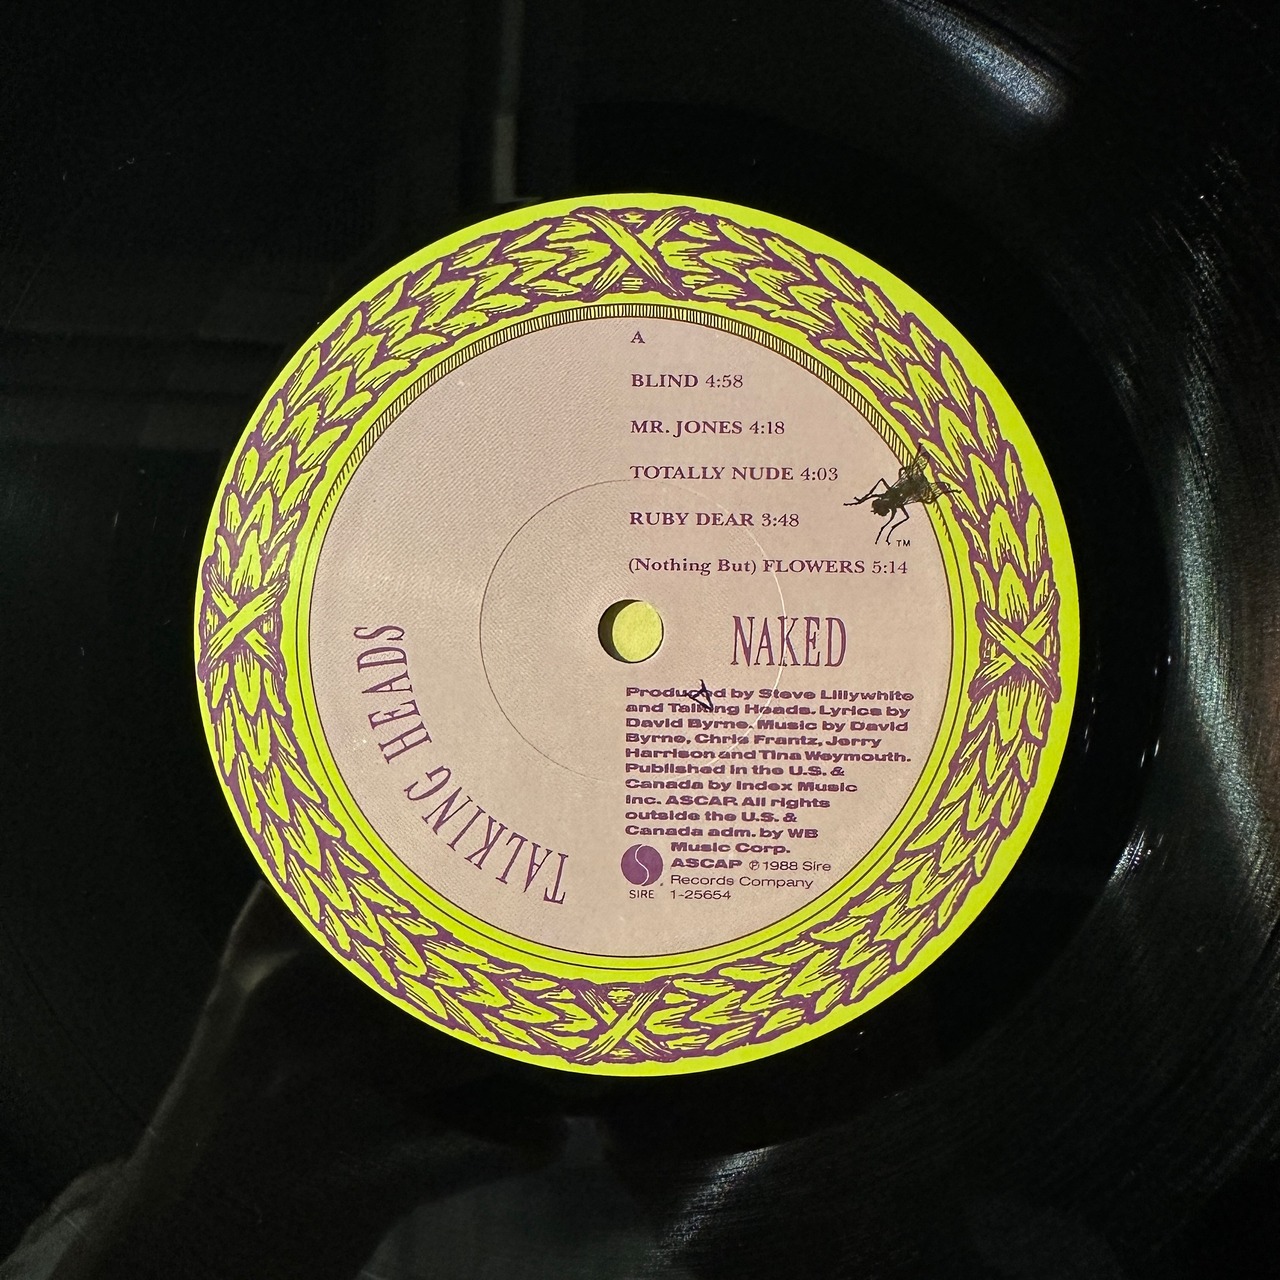 A
BLIND 4:58
MR. JONES 4:18
TOTALLY NUDE 4:03
RUBY DEAR 3:48
TM
(Nothing But) FLOWERS 5:14
NAKED
TALKING HEADS
Produced by Steve Lillywhite
and Talking Heads. Lyrics by
David Byrne. Music by David
Byrne, Chris Frantz, Jerry
Harrison and Tina Weymouth.
Published in the U.S. &
Canada by Index Music
Inc. ASCAP. All rights
outside the U.S. &
Canada adm. by WB
Music Corp.
ASCAP ℗ 1988 Sire
Records Company
SIRE 1-25654